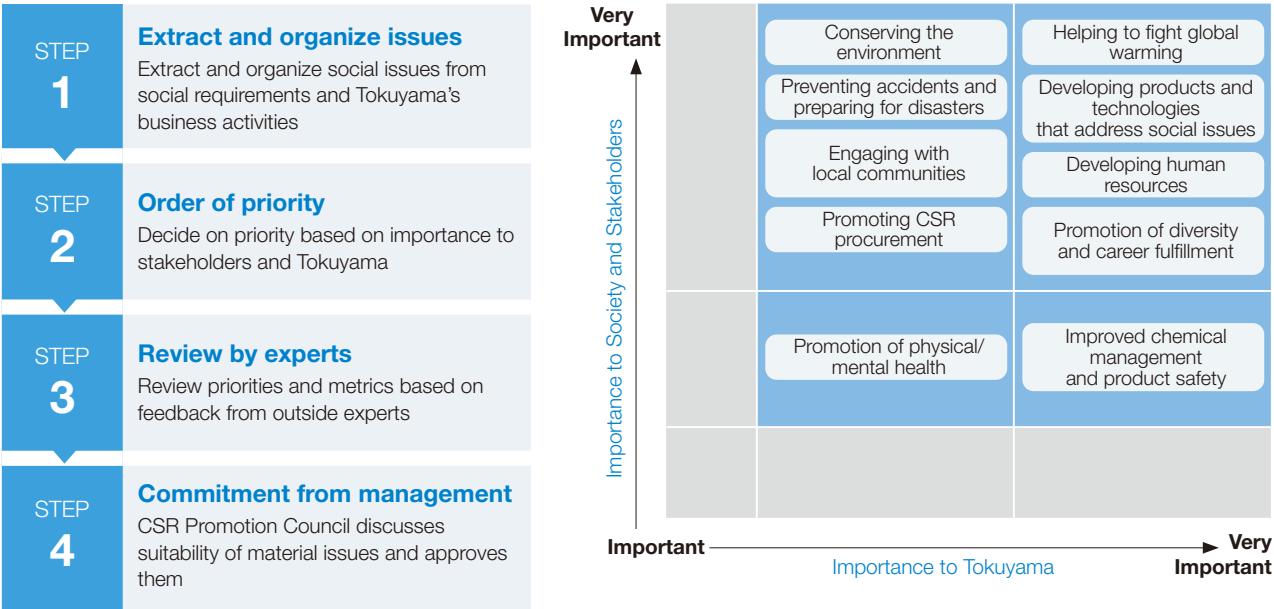 STEP
1
Extract and organize issues
Extract and organize social issues from
social requirements and Tokuyama's
business activities
STEP
2
Order of priority
Decide on priority based on importance to
stakeholders and Tokuyama
STEP
3
Review by experts
Review priorities and metrics based on
feedback from outside experts
STEP
4
Commitment from management
CSR Promotion Council discusses
suitability of material issues and approves
them
Very
Important
Importance to Society and Stakeholders
Conserving the
environment
Preventing accidents and
preparing for disasters
Engaging with
local communities
Promoting CSR
procurement
Helping to fight global
warming
Developing products and
technologies
that address social issues
Developing human
resources
Promotion of diversity
and career fulfillment
Promotion of physical/
mental health
Improved chemical
management
and product safety
Important
Importance to Tokuyama
Very
Important